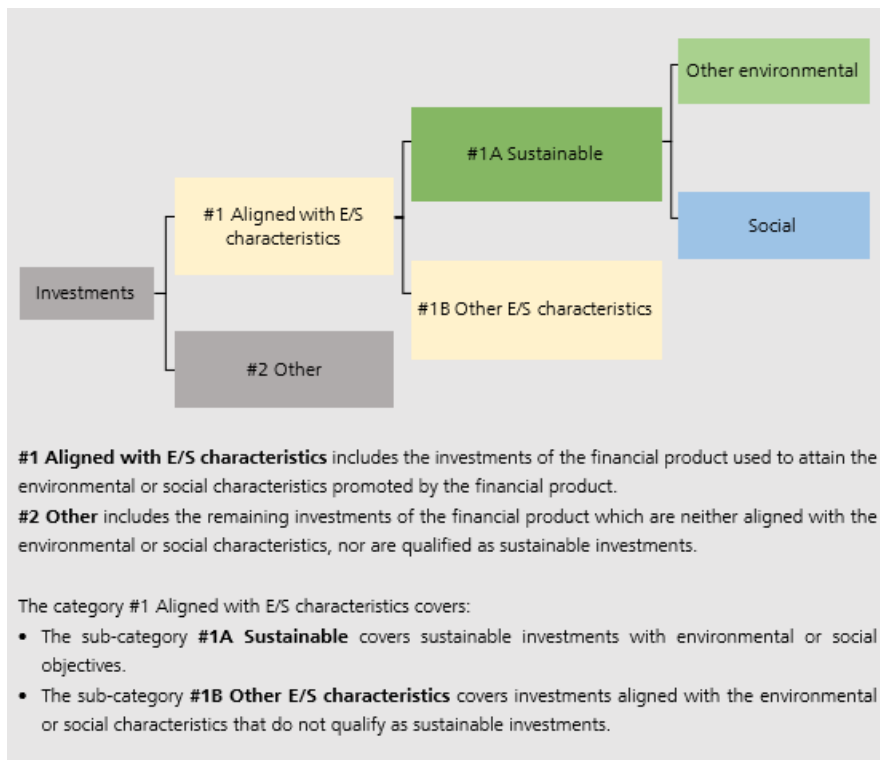 Other environmental
#1A Sustainable
#1 Aligned with E/S
characteristics
Social
Investments
#1B Other E/S characteristics
#2 Other
#1 Aligned with E/S characteristics includes the investments of the financial product used to attain the
environmental or social characteristics promoted by the financial product.
#2 Other includes the remaining investments of the financial product which are neither aligned with the
environmental or social characteristics, nor are qualified as sustainable investments.
The category #1 Aligned with E/S characteristics covers:
• The sub-category #1A Sustainable covers sustainable investments with environmental or social
objectives.
• The sub-category #1B Other E/S characteristics covers investments aligned with the environmental
or social characteristics that do not qualify as sustainable investments.